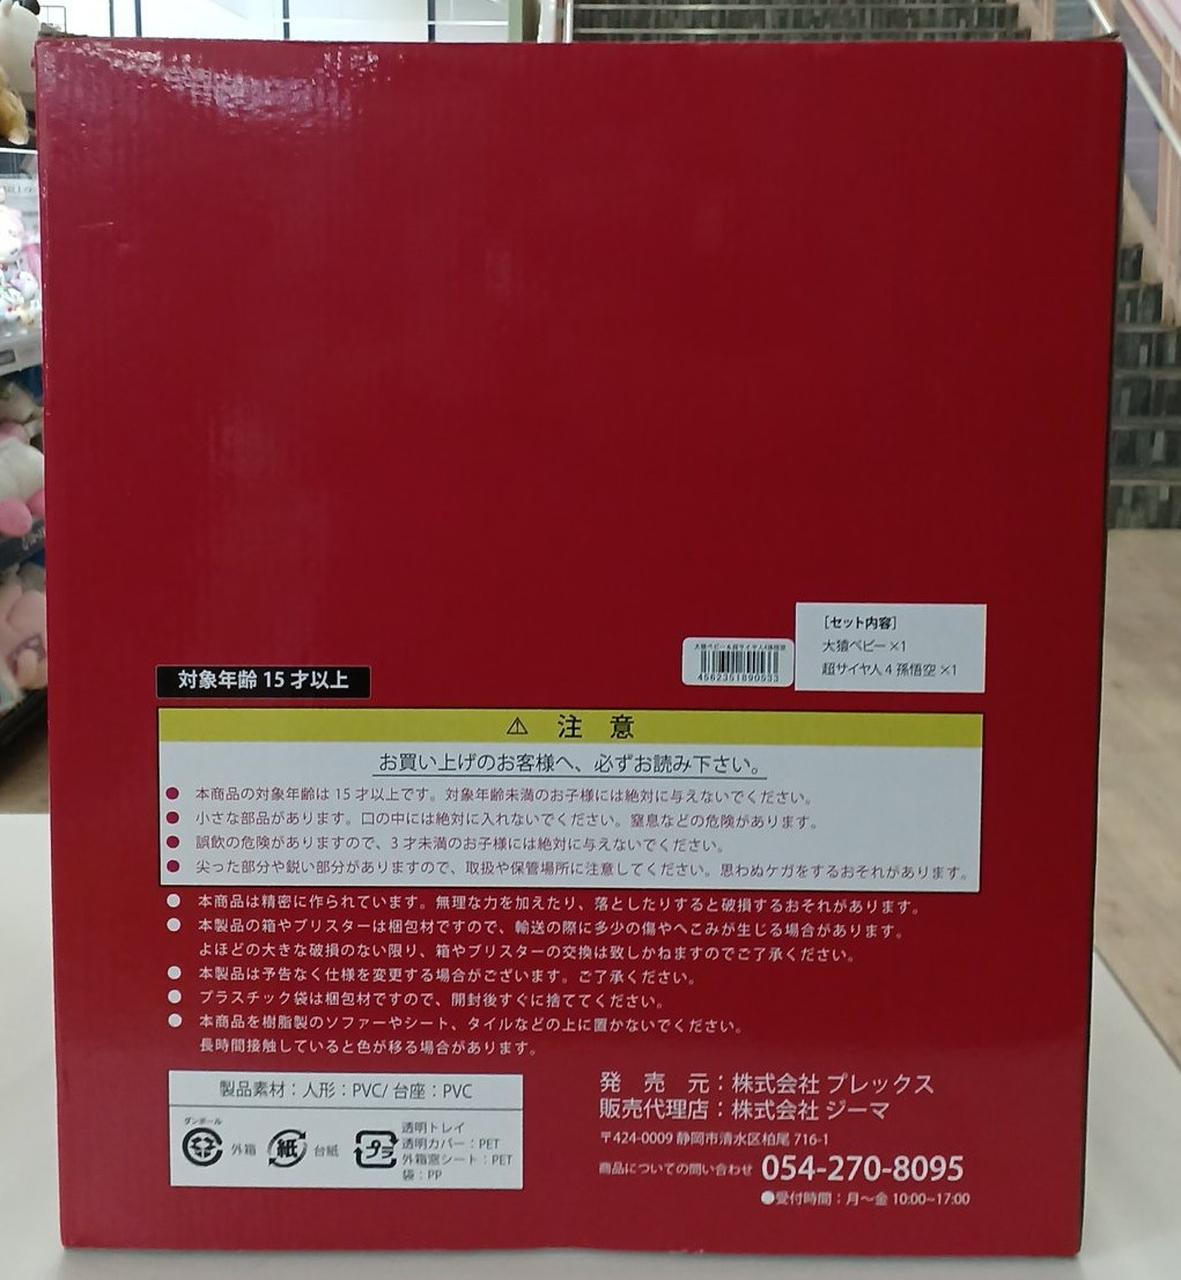 [セット内容]
大猿ベビー ×1
超サイヤ人 4 孫悟空 ×1
大猿ベビー&超サイヤ人4孫悟空
4562351890533
対象年齢 15 才以上
⚠ 注 意
お買い上げのお客様へ、必ずお読み下さい。
● 本商品の対象年齢は 15 才以上です。対象年齢未満のお子様には絶対に与えないでください。
● 小さな部品があります。口の中には絶対に入れないでください。窒息などの危険があります。
● 誤飲の危険がありますので、3 才未満のお子様には絶対に与えないでください。
● 尖った部分や鋭い部分がありますので、取扱や保管場所に注意してください。思わぬケガをするおそれがあります。
● 本商品は精密に作られています。無理な力を加えたり、落としたりすると破損するおそれがあります。
● 本製品の箱やブリスターは梱包材ですので、輸送の際に多少の傷やへこみが生じる場合があります。
よほどの大きな破損のない限り、箱やブリスターの交換は致しかねますのでご了承ください。
● 本製品は予告なく仕様を変更する場合がございます。ご了承ください。
● プラスチック袋は梱包材ですので、開封後すぐに捨ててください。
● 本商品を樹脂製のソファーやシート、タイルなどの上に置かないでください。
長時間接触していると色が移る場合があります。
製品素材:人形:PVC/ 台座:PVC
ダンボール
外箱
紙
台紙
プラ
透明トレイ
透明カバー:PET
外箱窓シート:PET
袋:PP
発 売 元:株式会社 プレックス
販売代理店:株式会社 ジーマ
〒424-0009 静岡市清水区柏尾 716-1
商品についての問い合わせ 054-270-8095
●受付時間:月～金 10:00~17:00